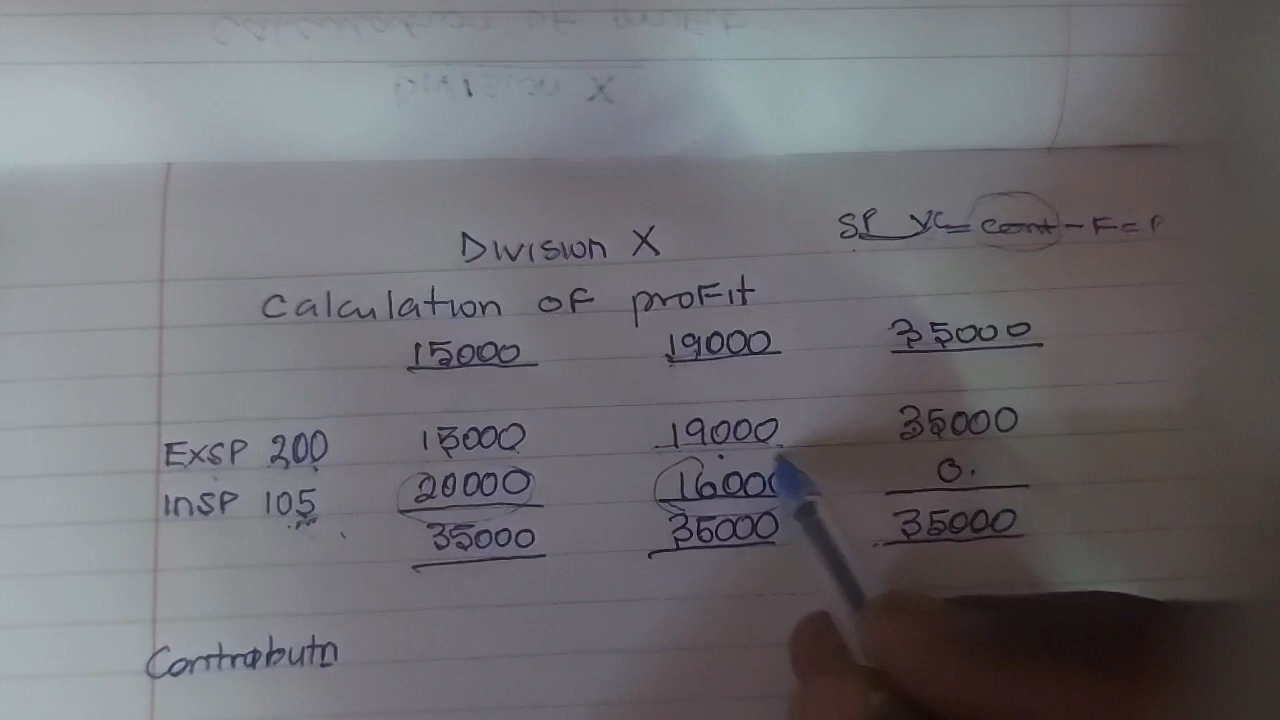 Division X
SP VC = cont - F = P
Calculation OF proFit
15000 19000 35000
EXSP 200 15000 19000 35000
InSP 105 20000 16000 0.
35000 35000 35000
Contrabutn